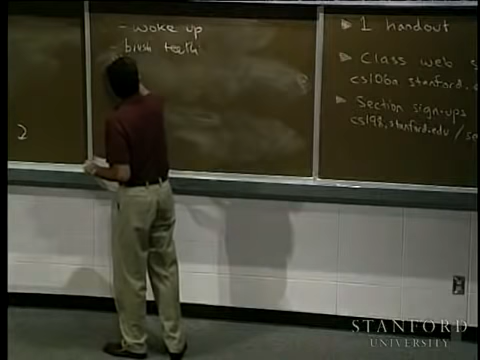 - woke up
- brush teeth
2
▸ 1 handout
▸ Class web s
cs106a.stanford.e
▸ Section sign-ups
cs198.stanford.edu/se
STANFORD
UNIVERSITY